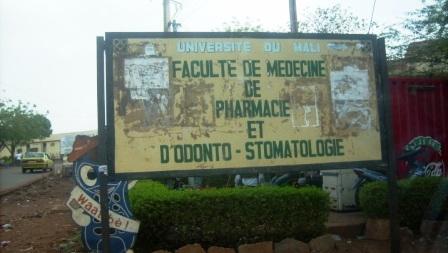 UNIVERSITE DU MALI
FACULTE DE MEDECINE
DE
PHARMACIE
ET
D'ODONTO - STOMATOLOGIE